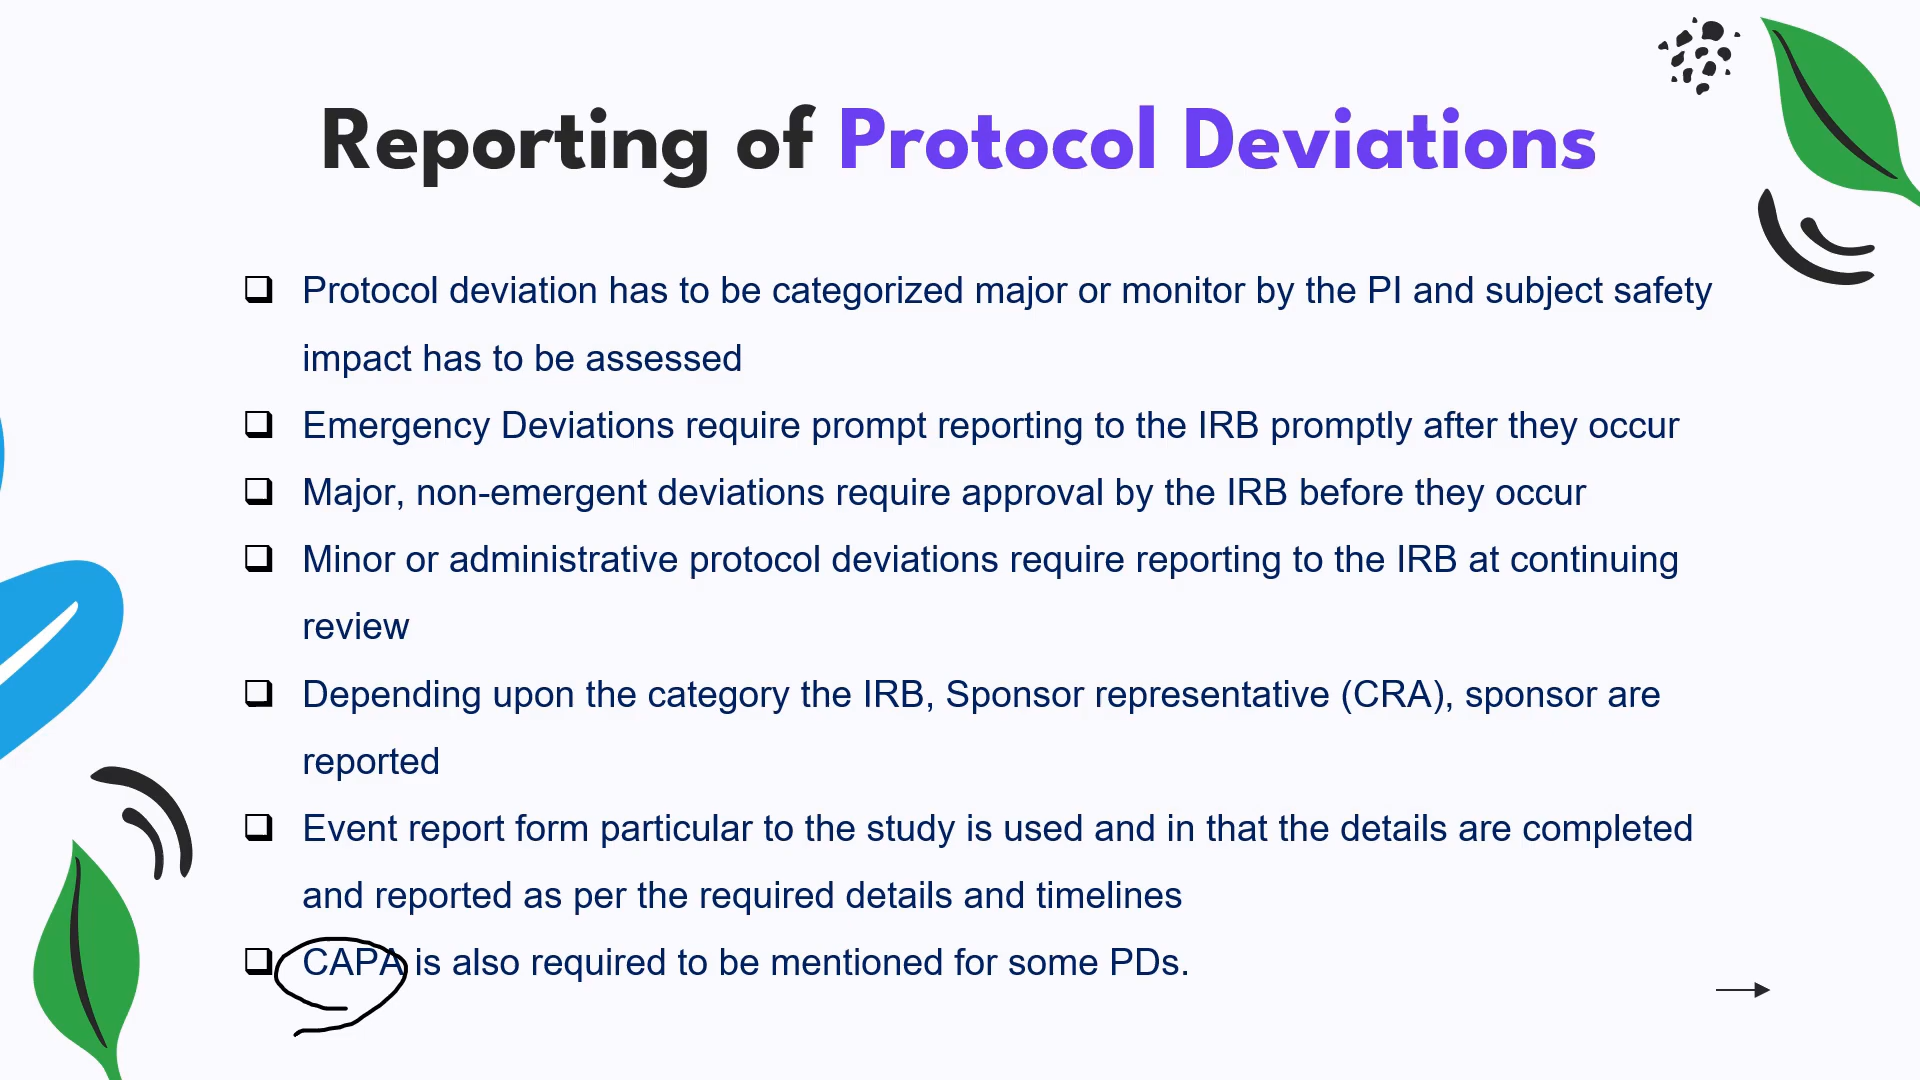 Reporting of Protocol Deviations
Protocol deviation has to be categorized major or monitor by the PI and subject safety
impact has to be assessed
Emergency Deviations require prompt reporting to the IRB promptly after they occur
Major, non-emergent deviations require approval by the IRB before they occur
Minor or administrative protocol deviations require reporting to the IRB at continuing
review
Depending upon the category the IRB, Sponsor representative (CRA), sponsor are
reported
Event report form particular to the study is used and in that the details are completed
and reported as per the required details and timelines
CAPA is also required to be mentioned for some PDs.